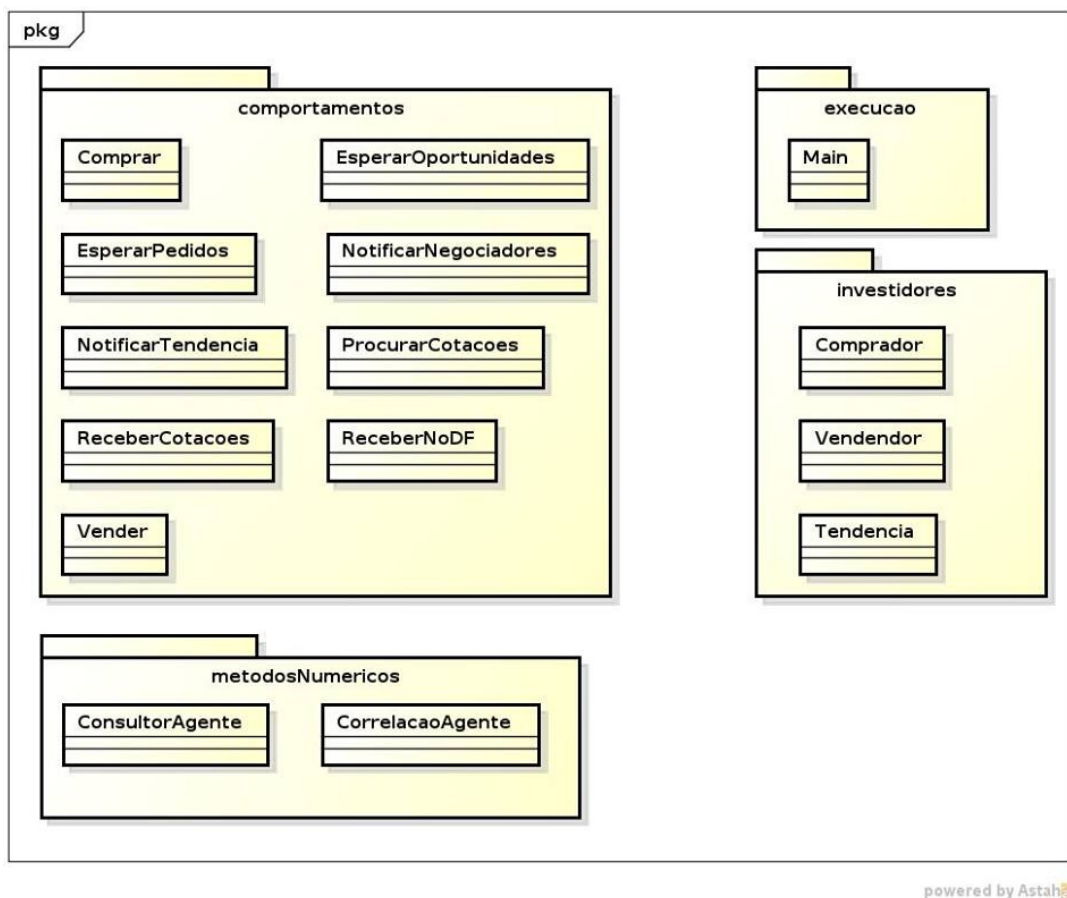 pkg
comportamentos
Comprar
EsperarOportunidades
EsperarPedidos
NotificarNegociadores
NotificarTendencia
ProcurarCotacoes
ReceberCotacoes
ReceberNoDF
Vender
execucao
Main
investidores
Comprador
Vendendor
Tendencia
metodosNumericos
ConsultorAgente
CorrelacaoAgente
powered by Astah